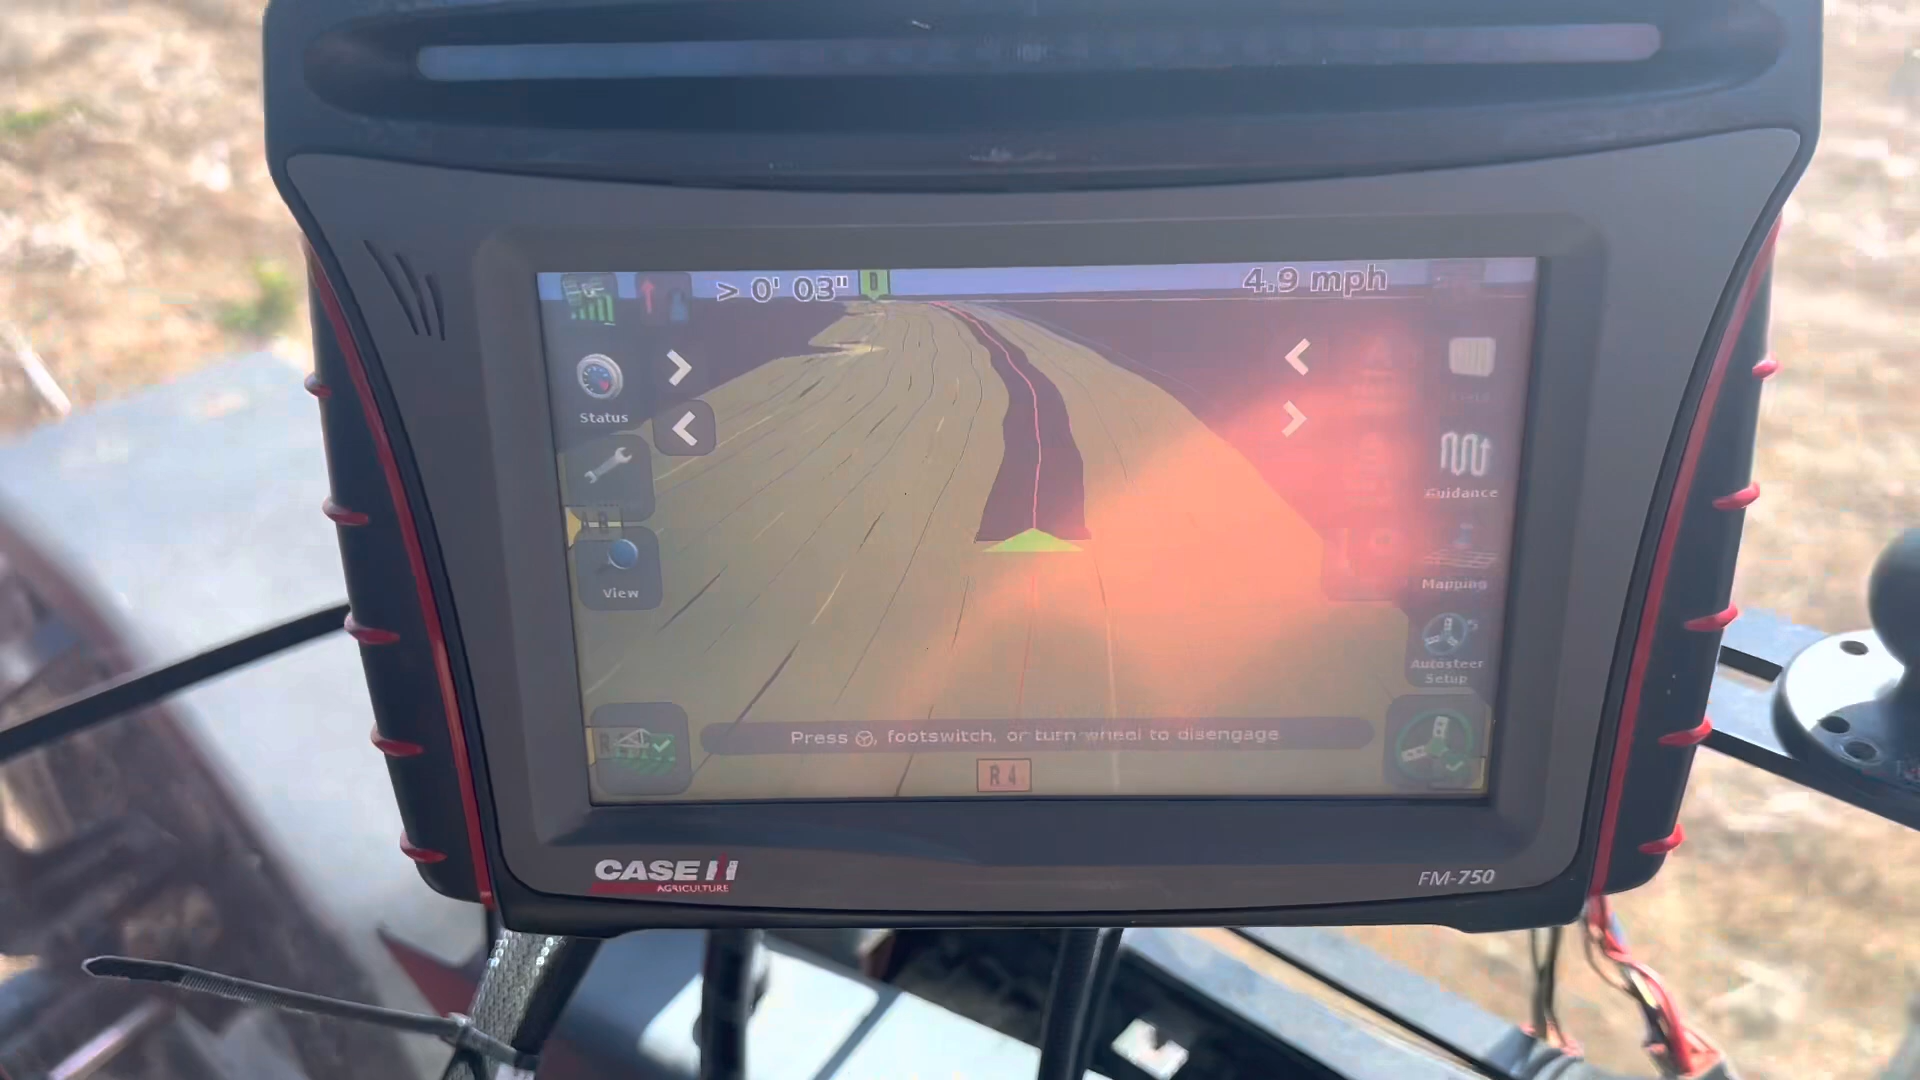 > 0' 03"
D
4.9 mph
Status
Guidance
View
Mapping
Autosteer
Setup
Press , footswitch, or turn wheel to disengage
R 4
CASE IH
AGRICULTURE
FM-750